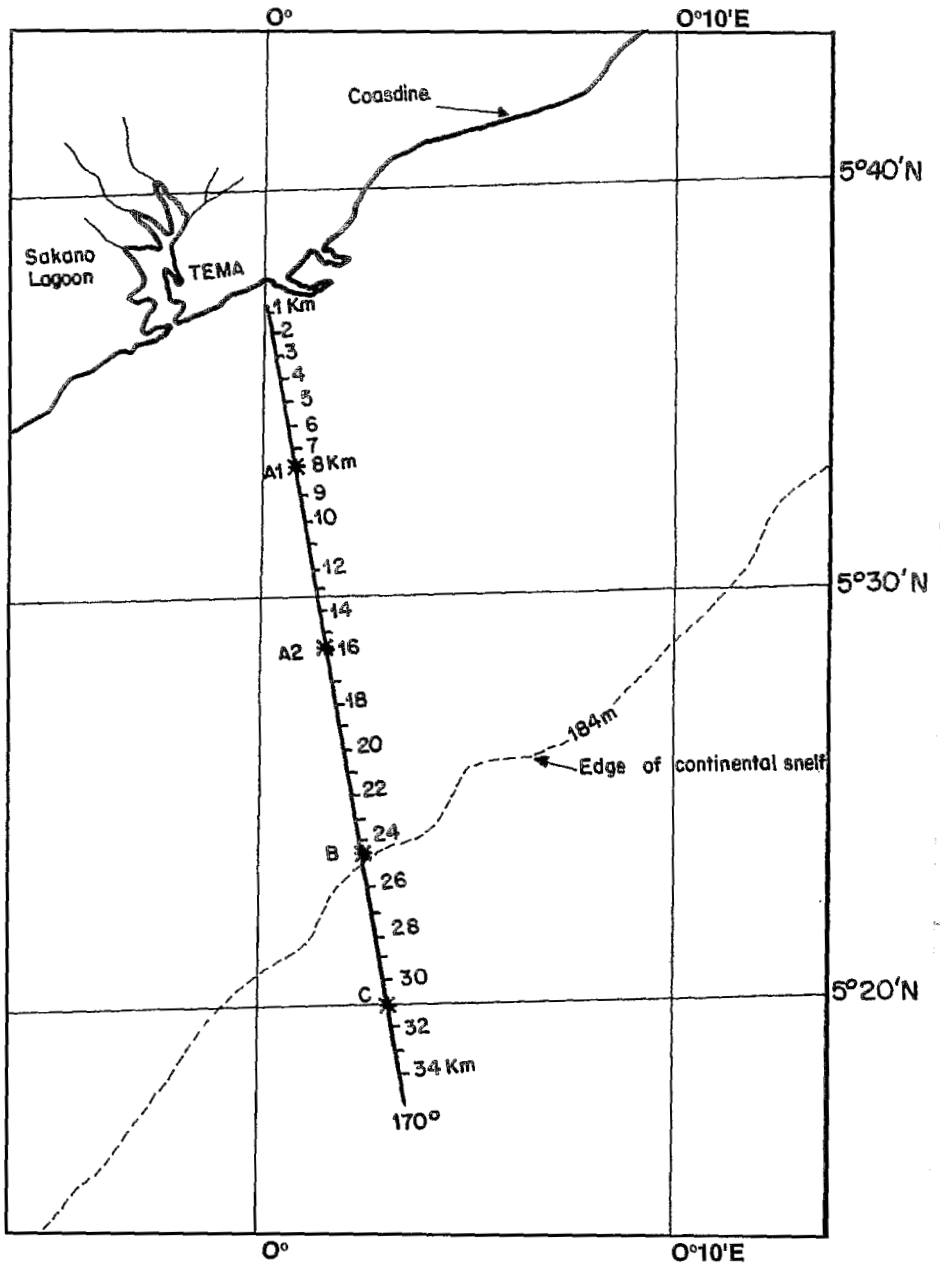 0°
0°10'E
Coasdine
5°40'N
Sakano
Lagoon
TEMA
1 Km
2
3
4
5
6
7
A1
8 Km
9
10
12
5°30'N
14
A2
16
18
184m
20
Edge of continental snelf
22
24
B
26
28
30
C
5°20'N
32
34 Km
170°
0°
0°10'E